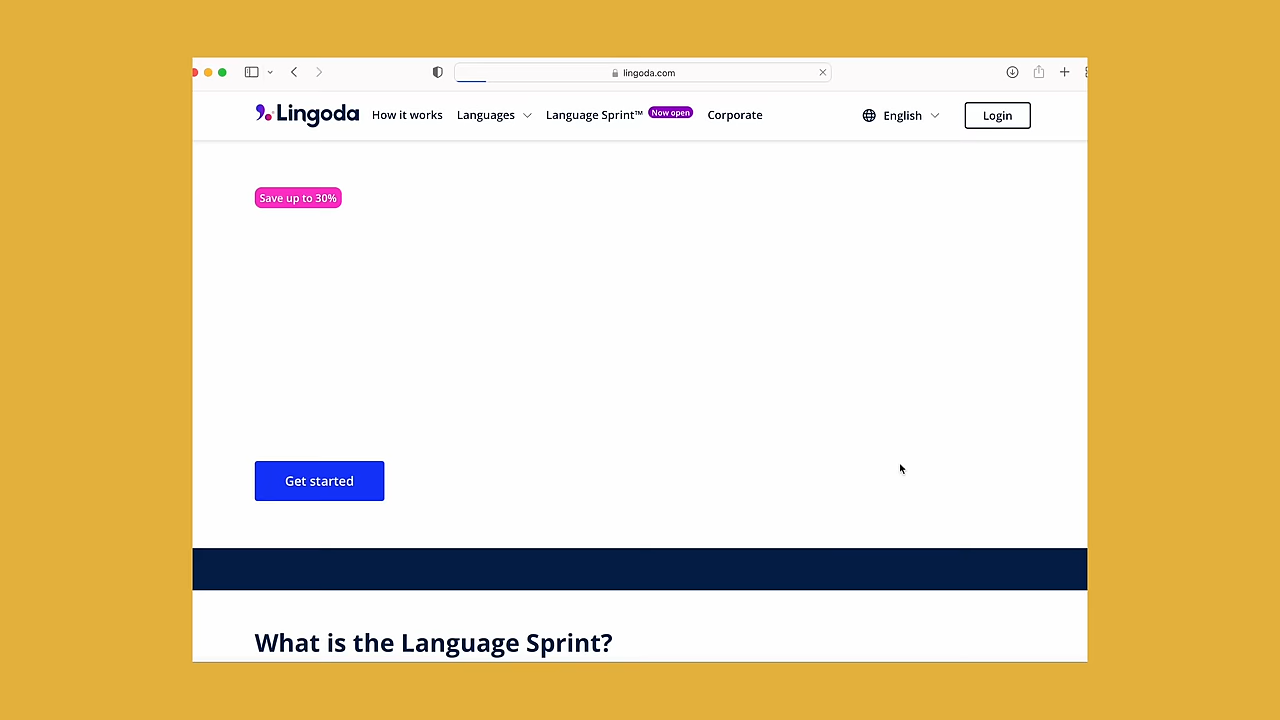 lingoda.com
Lingoda How it works Languages Language Sprint™ Now open Corporate English Login
Save up to 30%
Get started
What is the Language Sprint?